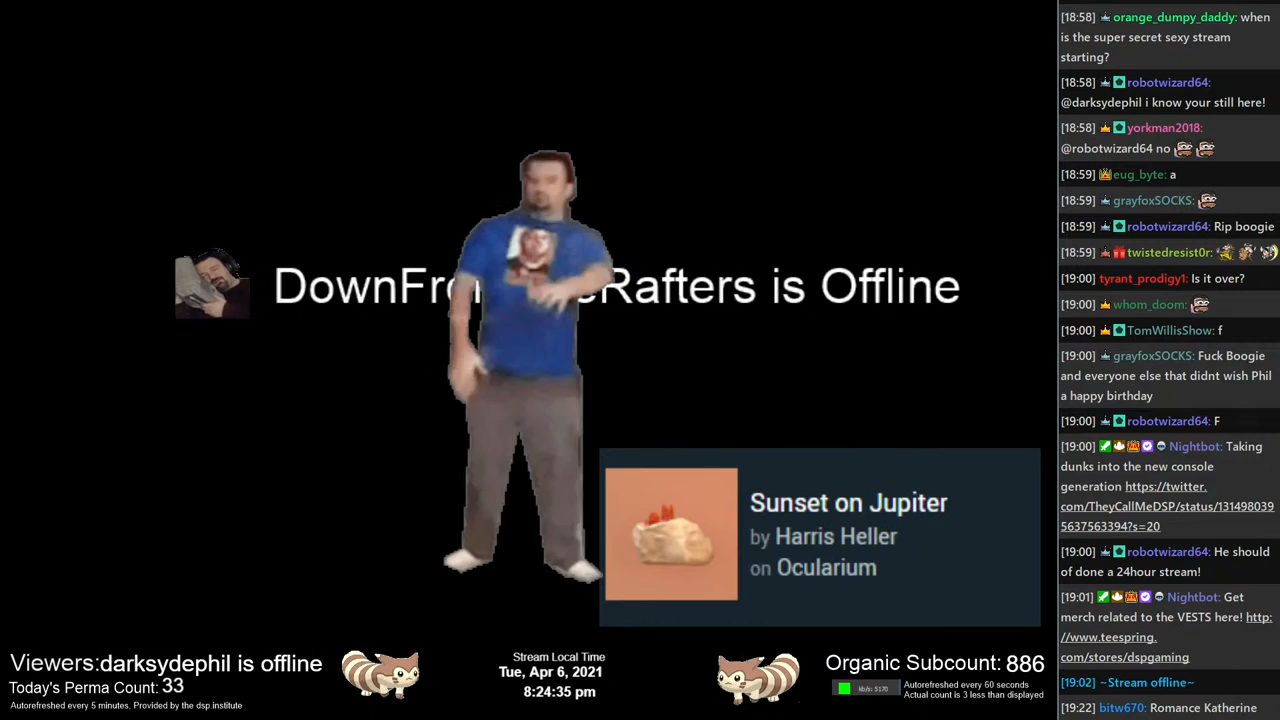 DownFro Rafters is Offline
Sunset on Jupiter
by Harris Heller
on Ocularium
Viewers:darksydephil is offline
Today's Perma Count: 33
Autorefreshed every 5 minutes. Provided by the dsp institute
Stream Local Time
Tue, Apr 6, 2021
8:24:35 pm
Organic Subcount: 886
kb/s: 5170
Autorefreshed every 60 seconds
Actual count is 3 less than displayed
[18:58] orange_dumpy_daddy: when
is the super secret sexy stream
starting?
[18:58] robotwizard64:
@darksydephil i know your still here!
[18:58] yorkman2018:
@robotwizard64 no
[18:59] eug_byte: a
[18:59] grayfoxSOCKS:
[18:59] robotwizard64: Rip boogie
[18:59] twistedresist0r:
[19:00] tyrant_prodigy1: Is it over?
[19:00] whom_doom:
[19:00] TomWillisShow: f
[19:00] grayfoxSOCKS: Fuck Boogie
and everyone else that didnt wish Phil
a happy birthday
[19:00] robotwizard64: F
[19:00] Nightbot: Taking
dunks into the new console
generation https://twitter.
com/TheyCallMeDSP/status/131498039
5637563394?s=20
[19:00] robotwizard64: He should
of done a 24hour stream!
[19:01] Nightbot: Get
merch related to the VESTS here! http:
//www.teespring.
com/stores/dspgaming
[19:02] ~Stream offline~
[19:22] bitw670: Romance Katherine